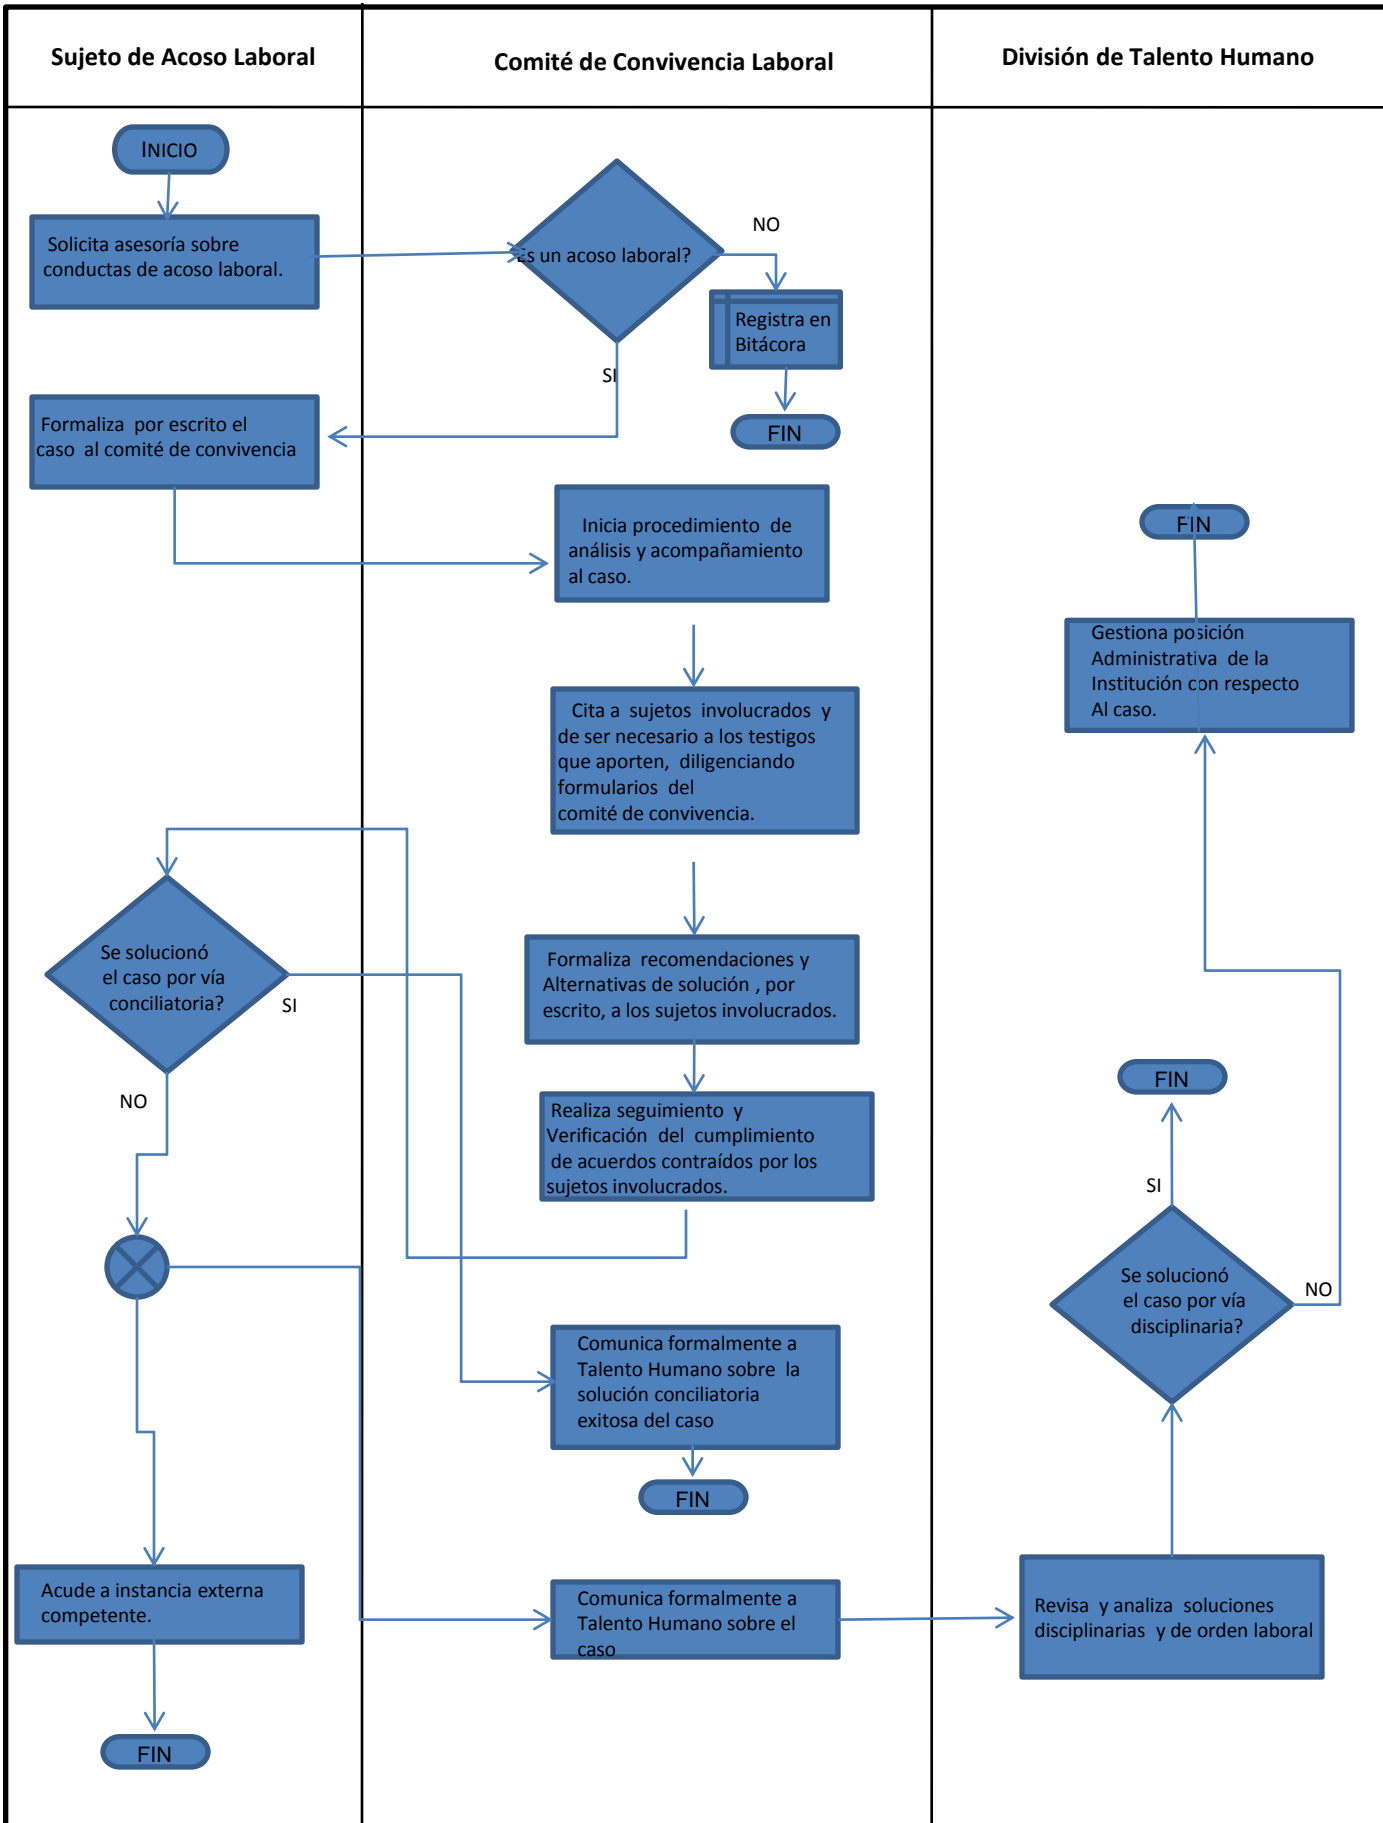 Sujeto de Acoso Laboral
Comité de Convivencia Laboral
División de Talento Humano
INICIO
Solicita asesoría sobre
conductas de acoso laboral.
Es un acoso laboral?
NO
Registra en
Bitácora
FIN
SI
Formaliza por escrito el
caso al comité de convivencia
Inicia procedimiento de
análisis y acompañamiento
al caso.
Cita a sujetos involucrados y
de ser necesario a los testigos
que aporten, diligenciando
formularios del
comité de convivencia.
Formaliza recomendaciones y
Alternativas de solución , por
escrito, a los sujetos involucrados.
Realiza seguimiento y
Verificación del cumplimiento
de acuerdos contraídos por los
sujetos involucrados.
Se solucionó
el caso por vía
conciliatoria?
SI
NO
Comunica formalmente a
Talento Humano sobre la
solución conciliatoria
exitosa del caso
FIN
Acude a instancia externa
competente.
FIN
Comunica formalmente a
Talento Humano sobre el
caso
Revisa y analiza soluciones
disciplinarias y de orden laboral
Se solucionó
el caso por vía
disciplinaria?
SI
FIN
NO
Gestiona posición
Administrativa de la
Institución con respecto
Al caso.
FIN